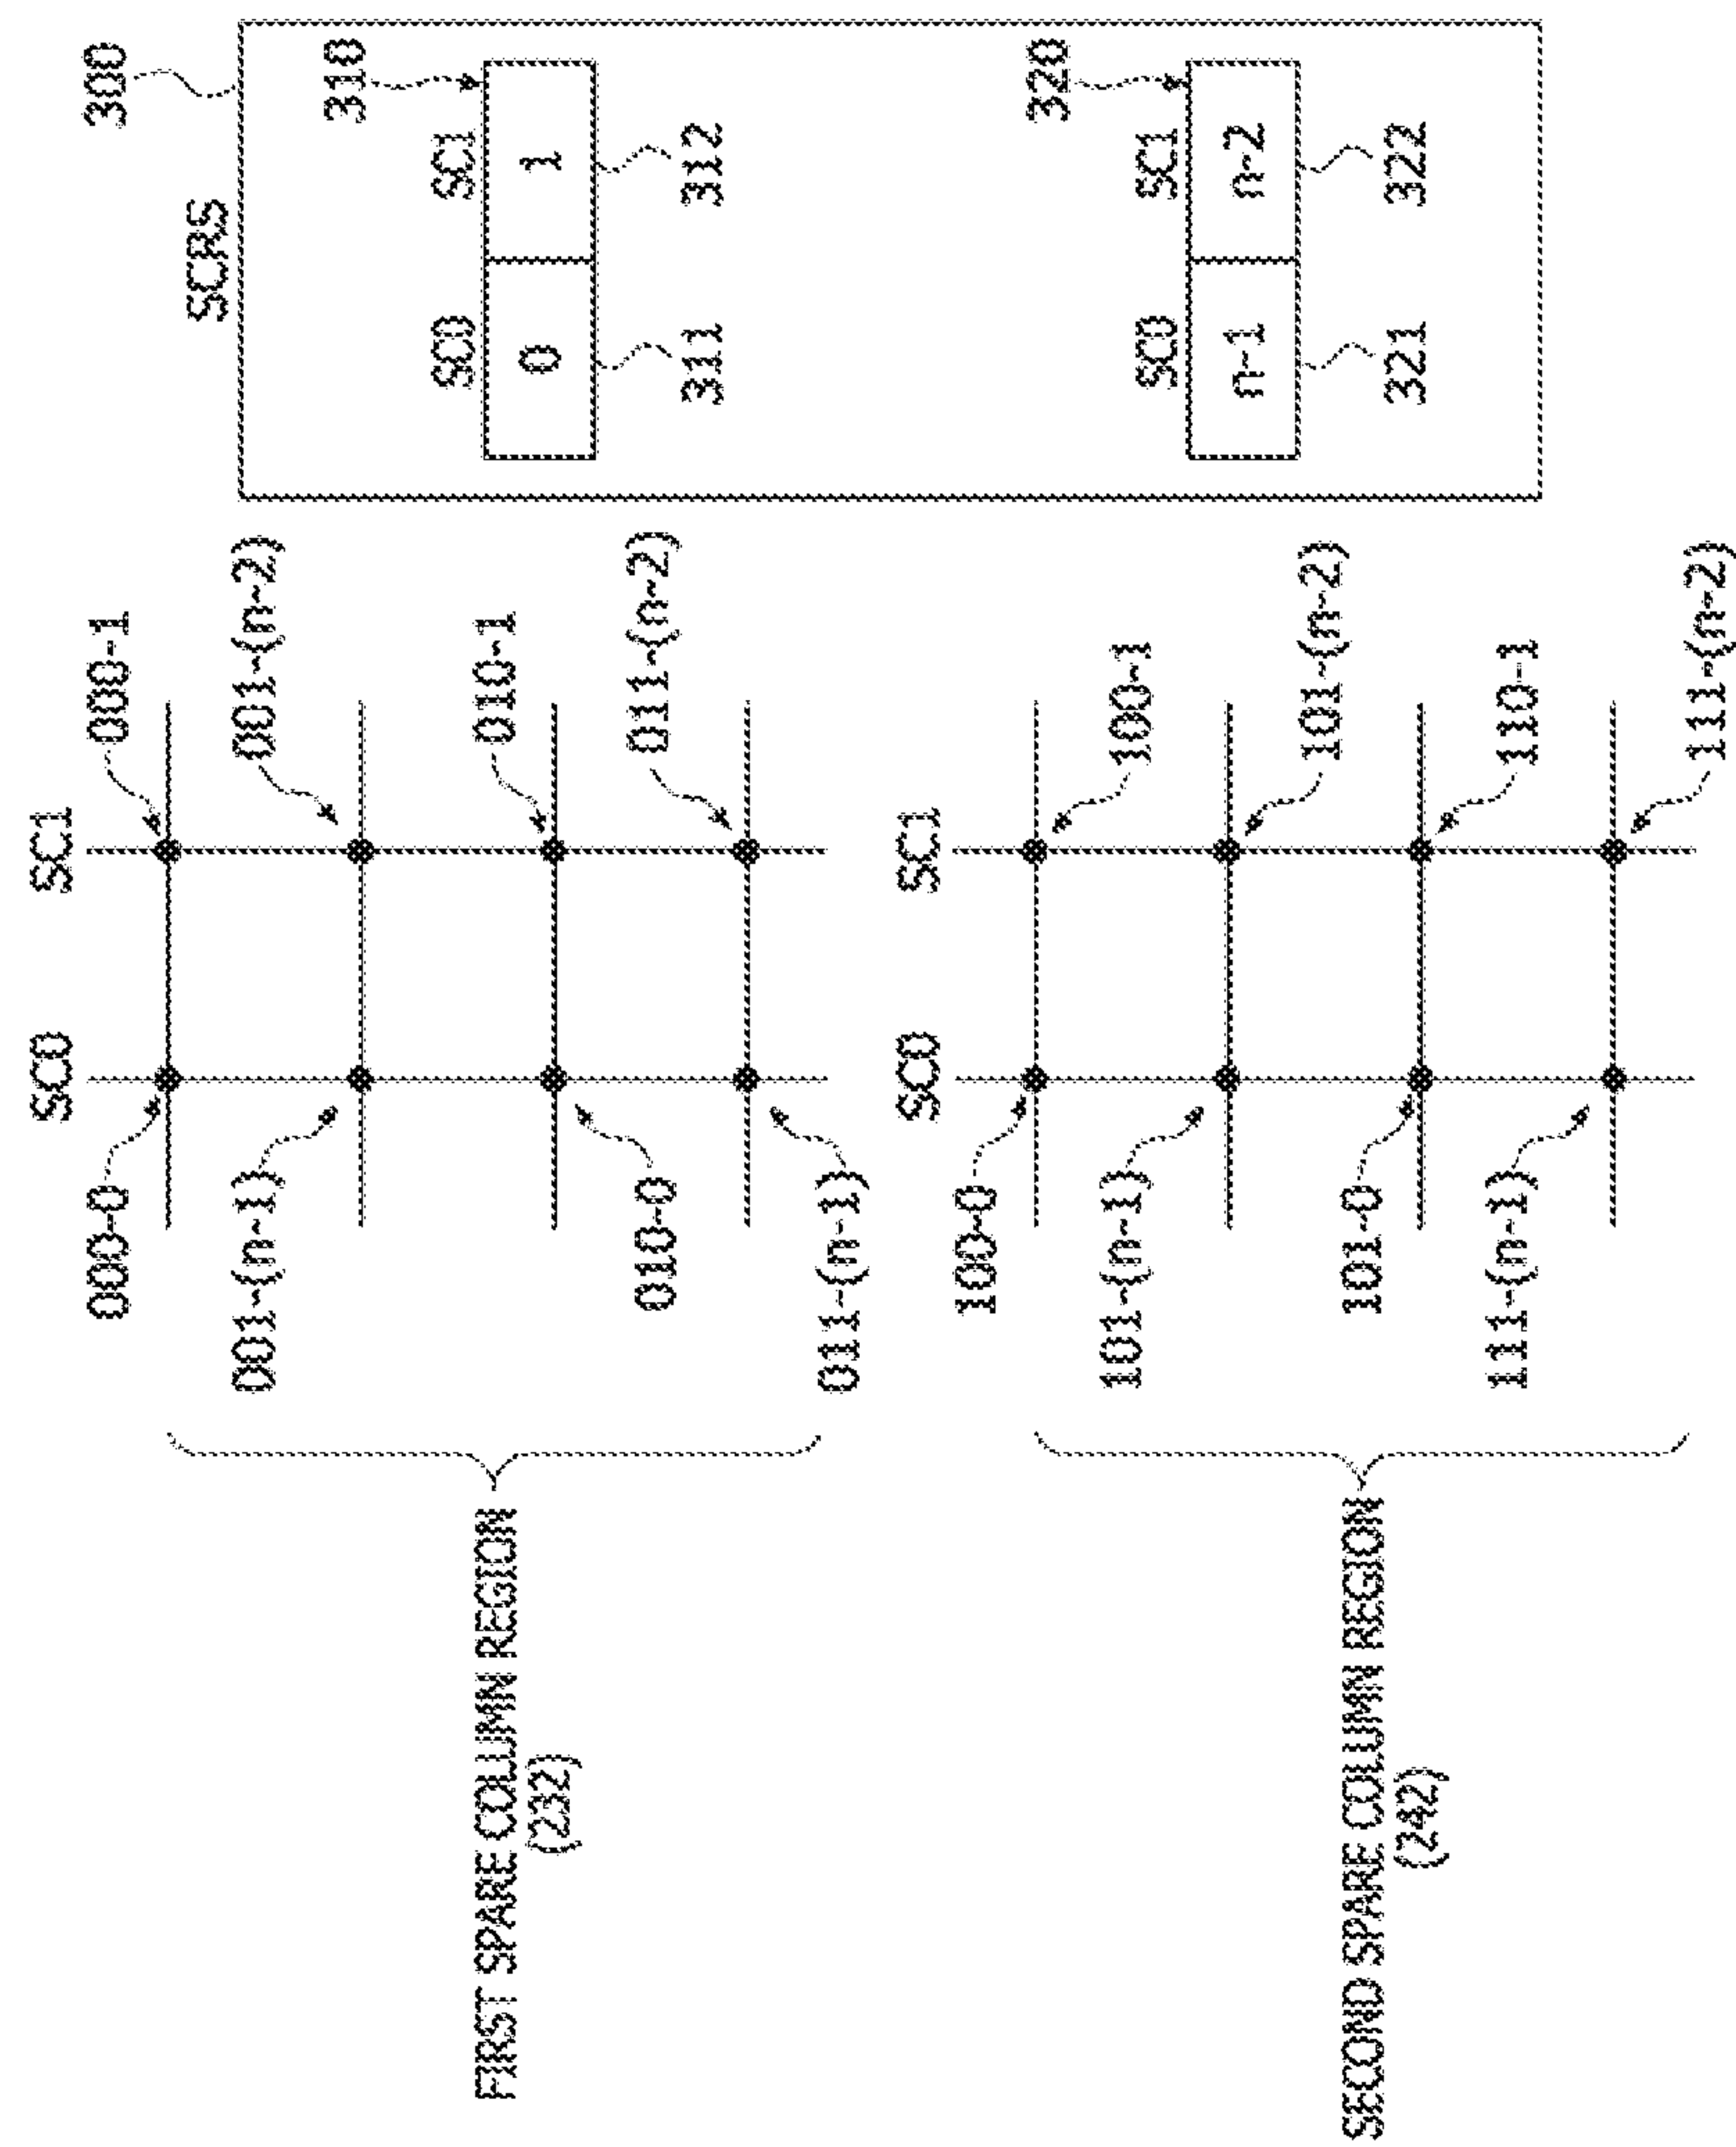 SC0 SC1
000-0 000-1 300
SCRS
001-(n-1) 001-(n-2)
310
SC0 SC1
FIRST SPARE COLUMN REGION 010-1
0 1
(232)
010-0 011-(n-2)
311 312
011-(n-1)
SC0 SC1
100-0
320
101-(n-1) 100-1
SC0 SC1
n-1 n-2
101-(n-2)
SECOND SPARE COLUMN REGION 101-0
321 322
(242)
111-(n-1) 110-1
111-(n-2)